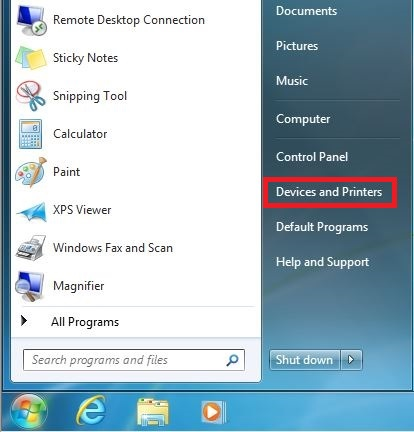 Remote Desktop Connection
Sticky Notes
Snipping Tool
Calculator
Paint
XPS Viewer
Windows Fax and Scan
Magnifier
All Programs
Search programs and files
Documents
Pictures
Music
Computer
Control Panel
Devices and Printers
Default Programs
Help and Support
Shut down